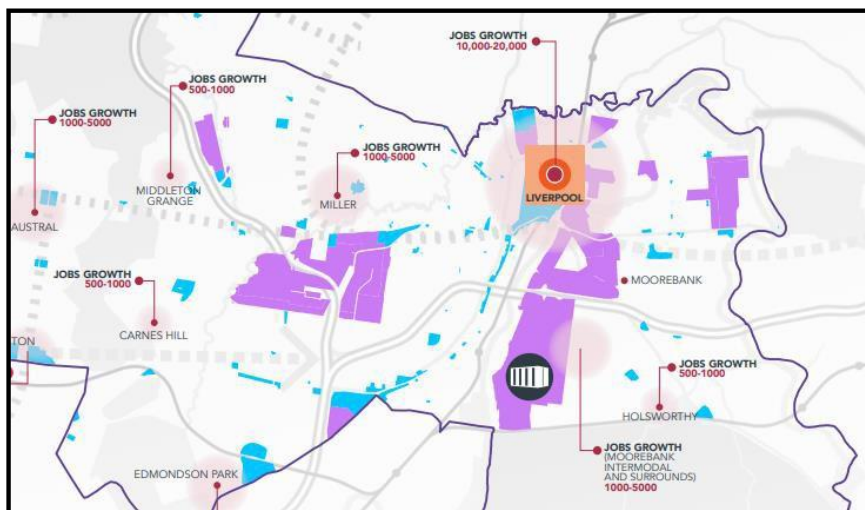 JOBS GROWTH
10,000-20,000
JOBS GROWTH
500-1000
JOBS GROWTH
1000-5000
JOBS GROWTH
1000-5000
MIDDLETON
GRANGE
MILLER
LIVERPOOL
AUSTRAL
JOBS GROWTH
500-1000
MOOREBANK
CARNES HILL
TON
JOBS GROWTH
500-1000
HOLSWORTHY
JOBS GROWTH
(MOOREBANK
INTERMODAL
AND SURROUNDS)
1000-5000
EDMONDSON PARK